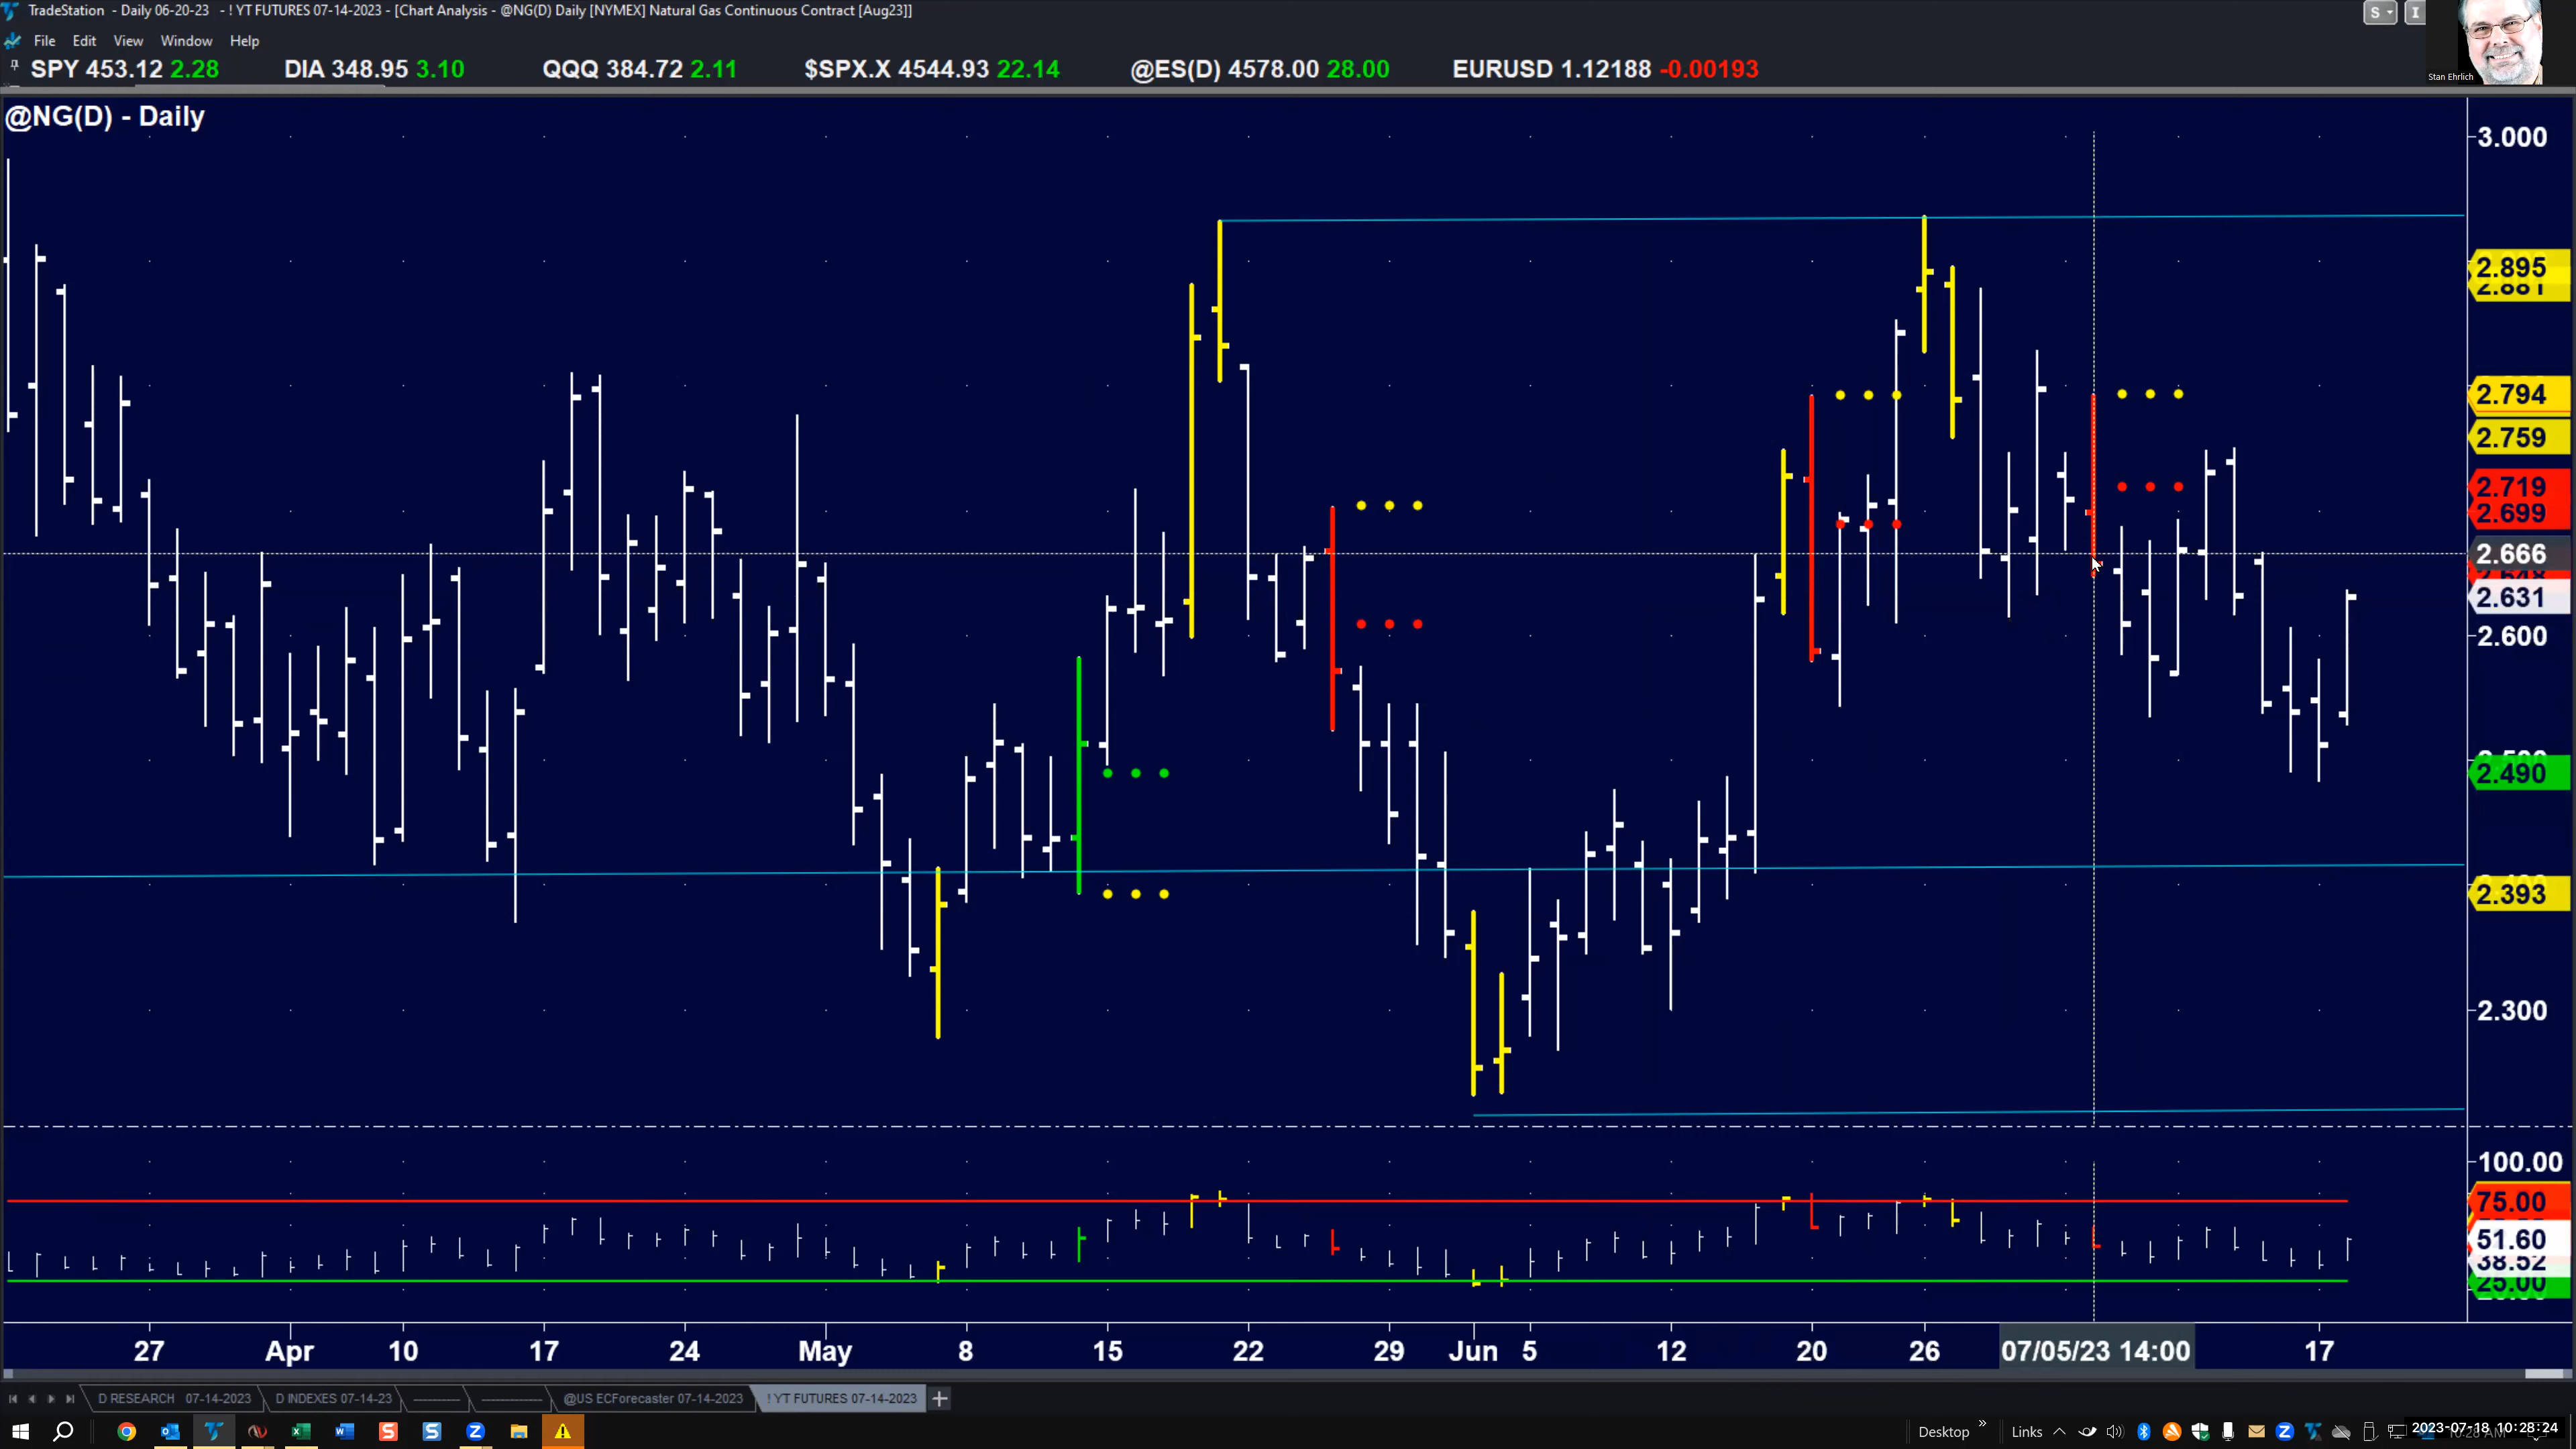 TradeStation - Daily 06-20-23 - ! YT FUTURES 07-14-2023 - [Chart Analysis - @NG(D) Daily [NYMEX] Natural Gas Continuous Contract [Aug23]]
S I
File Edit View Window Help
SPY 453.12 2.28 DIA 348.95 3.10 QQQ 384.72 2.11 $SPX.X 4544.93 22.14 @ES(D) 4578.00 28.00 EURUSD 1.12188 -0.00193
Stan Ehrlich
@NG(D) - Daily
3.000
2.895
2.881
2.794
2.759
2.719
2.699
2.666
2.631
2.600
2.490
2.393
2.300
100.00
75.00
51.60
38.52
25.00
27 Apr 10 17 24 May 8 15 22 29 Jun 5 12 20 26 07/05/23 14:00 17
D RESEARCH 07-14-2023 D INDEXES 07-14-23 @US ECForecaster 07-14-2023 ! YT FUTURES 07-14-2023 +
Desktop » Links 2023-07-18, 10:28:24